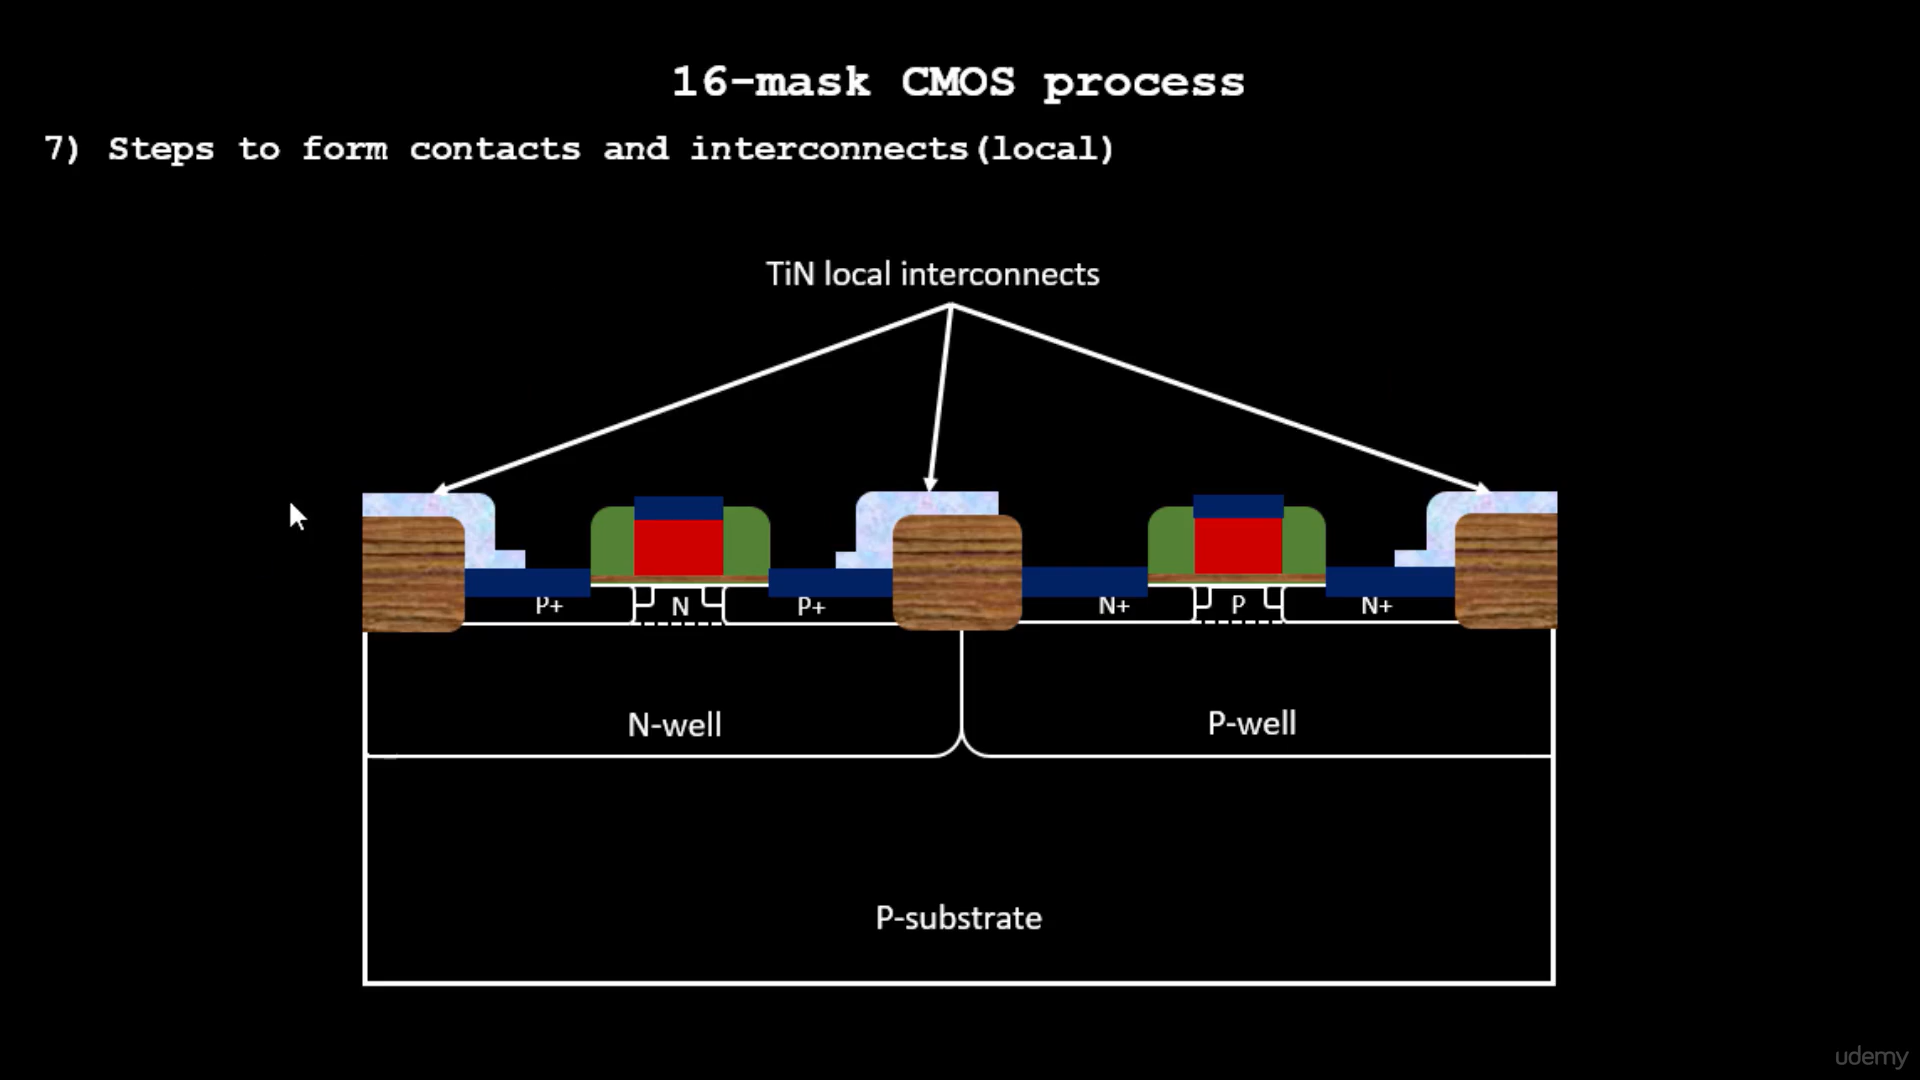 16-mask CMOS process
7) Steps to form contacts and interconnects(local)
TiN local interconnects
P+ N P+ N+ P N+
N-well P-well
P-substrate
udemy